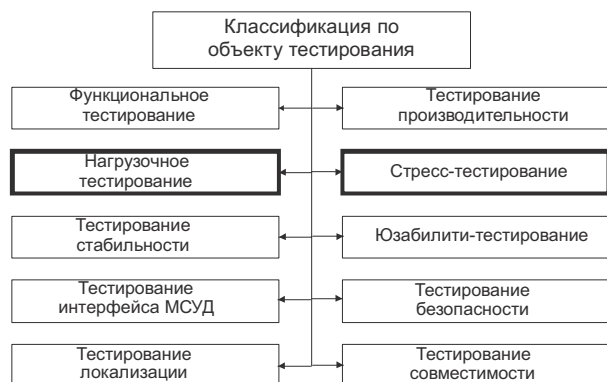 Классификация по
объекту тестирования
Функциональное
тестирование
Тестирование
производительности
Нагрузочное
тестирование
Стресс-тестирование
Тестирование
стабильности
Юзабилити-тестирование
Тестирование
интерфейса МСУД
Тестирование
безопасности
Тестирование
локализации
Тестирование
совместимости